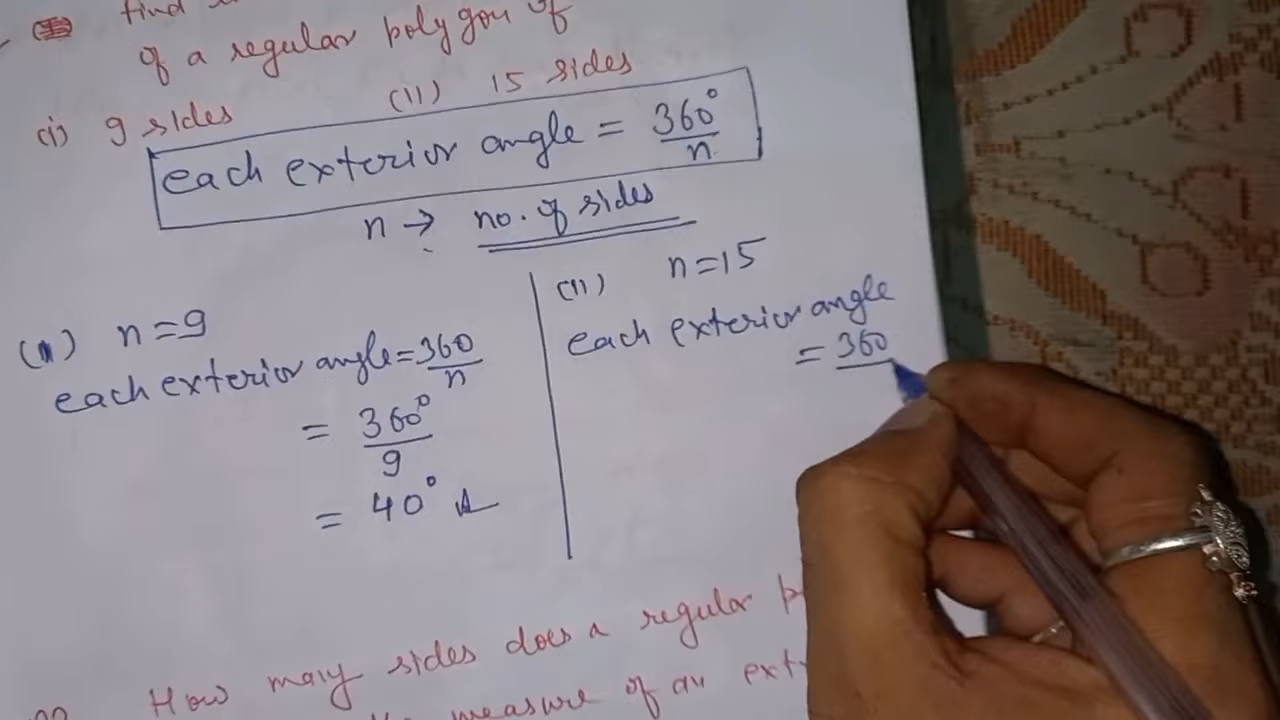 find
of a regular polygon of
(i) 9 sides (II) 15 sides
each exterior angle = 360°/n
n → no. of sides
n = 9
each exterior angle = 360/n
= 360°/9
= 40°
(II) n = 15
each exterior angle
= 360
How many sides does a regular
measure of an